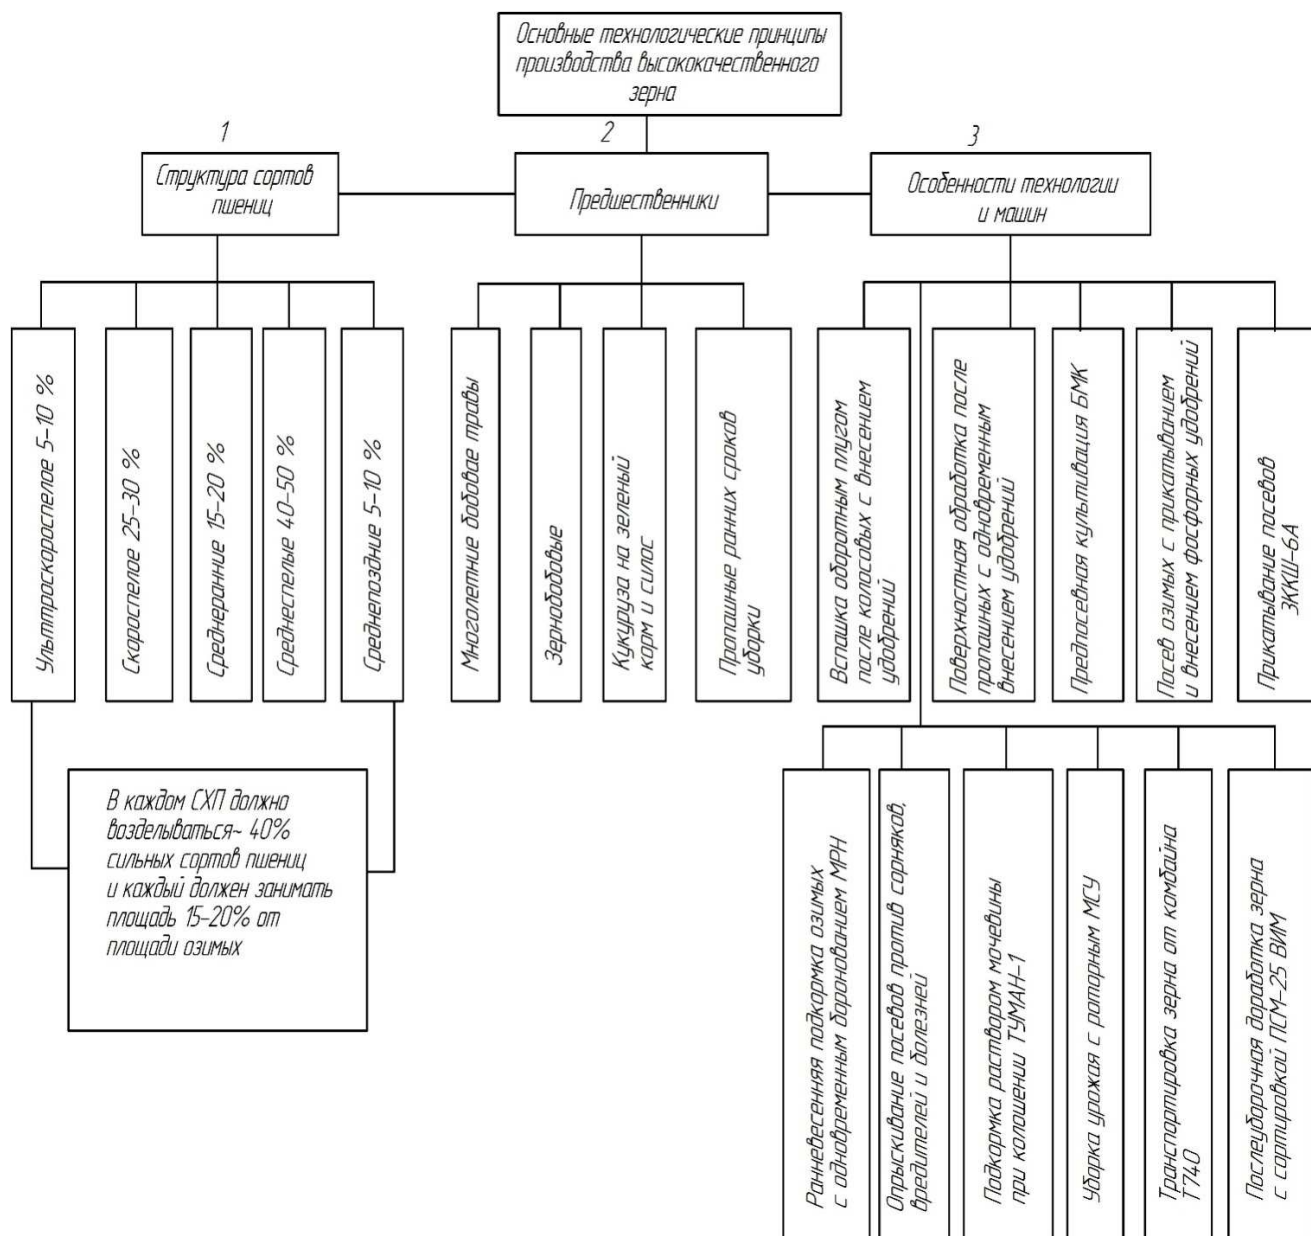 Основные технологические принципы
производства высококачественного
зерна
1
2
3
Структура сортов
пшениц
Предшественники
Особенности технологии
и машин
Ультраскороспелое 5-10 %
Скороспелое 25-30 %
Среднеранние 15-20 %
Среднеспелые 40-50 %
Среднепоздние 5-10 %
Многолетние бобовае травы
Зернобобовые
Кукуруза на зеленый
корм и силос
Пропашные ранних сроков
уборки
Вспашка оборотным плугом
после колосовых с внесением
удобрений
Поверхностная обработка после
пропашных с одновременным
внесением удобрений
Предпосевная культивация БМК
Посев озимых с прикатыванием
и внесением фосфорных удобрений
Прикатывание посевов
3ККШ-6А
В каждом СХП должно
возделываться~ 40%
сильных сортов пшениц
и каждый должен занимать
площадь 15-20% от
площади озимых
Ранневесенняя подкормка озимых
с одновременным боронованием МРН
Опрыскивание посевов против сорняков,
вредителей и болезней
Подкормка раствором мочевины
при колошении ТУМАН-1
Уборка урожая с роторным МСУ
Транспортировка зерна от комбайна
Т740
Послеуборочная доработка зерна
с сортировкой ПСМ-25 ВИМ